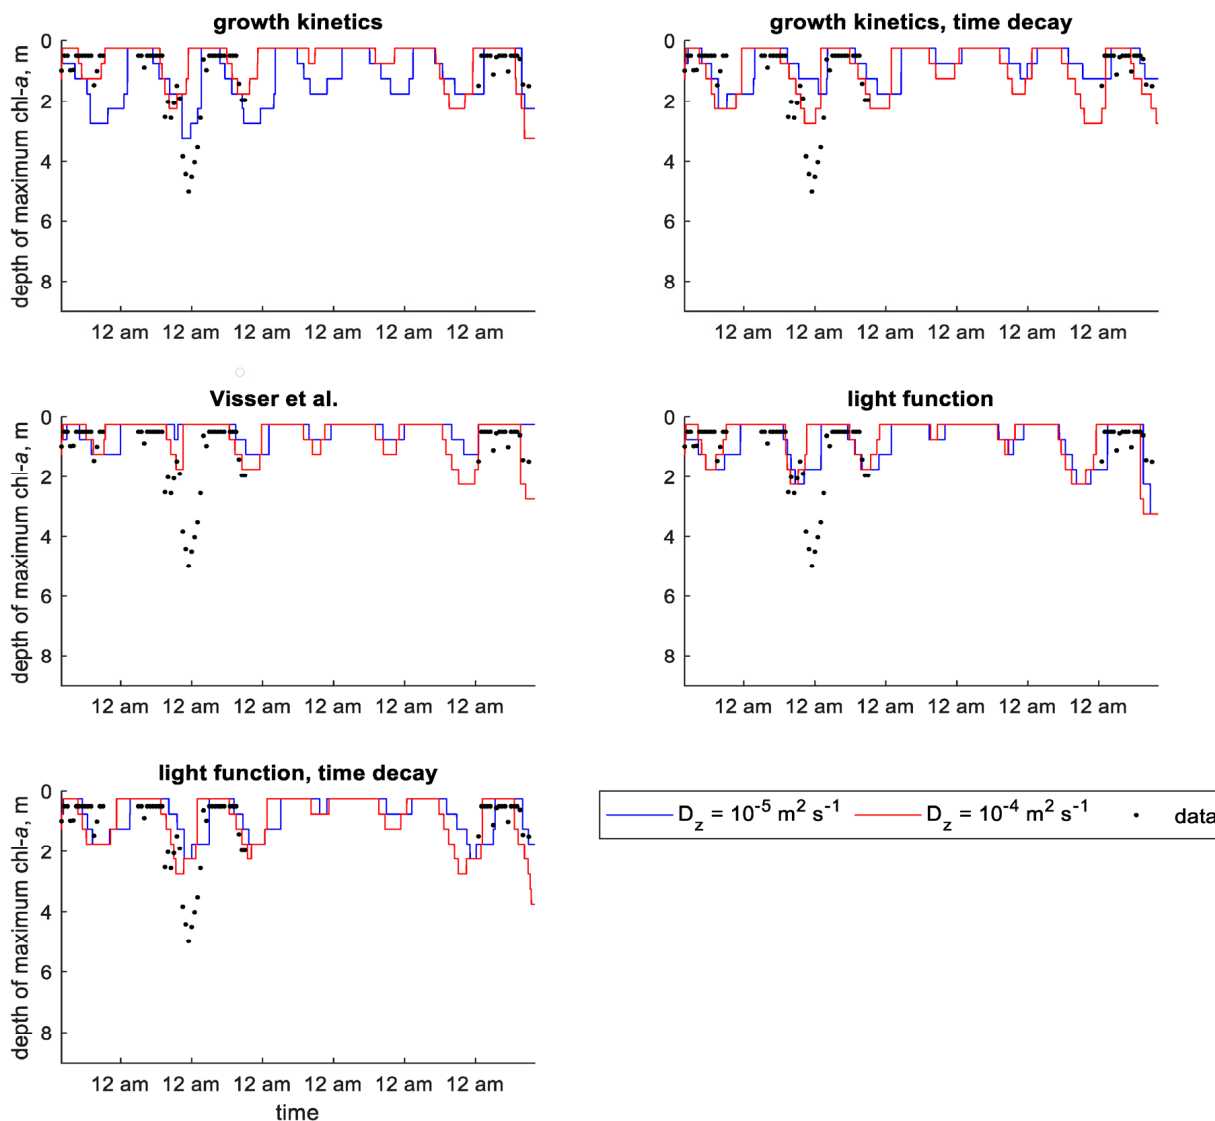 growth kinetics
depth of maximum chl-a, m
0
2
4
6
8
12 am 12 am 12 am 12 am 12 am 12 am
growth kinetics, time decay
0
2
4
6
8
12 am 12 am 12 am 12 am 12 am 12 am
Visser et al.
depth of maximum chl-a, m
0
2
4
6
8
12 am 12 am 12 am 12 am 12 am 12 am
light function
0
2
4
6
8
12 am 12 am 12 am 12 am 12 am 12 am
light function, time decay
depth of maximum chl-a, m
0
2
4
6
8
12 am 12 am 12 am 12 am 12 am 12 am
time
D_z = 10^-5 m^2 s^-1 D_z = 10^-4 m^2 s^-1 data